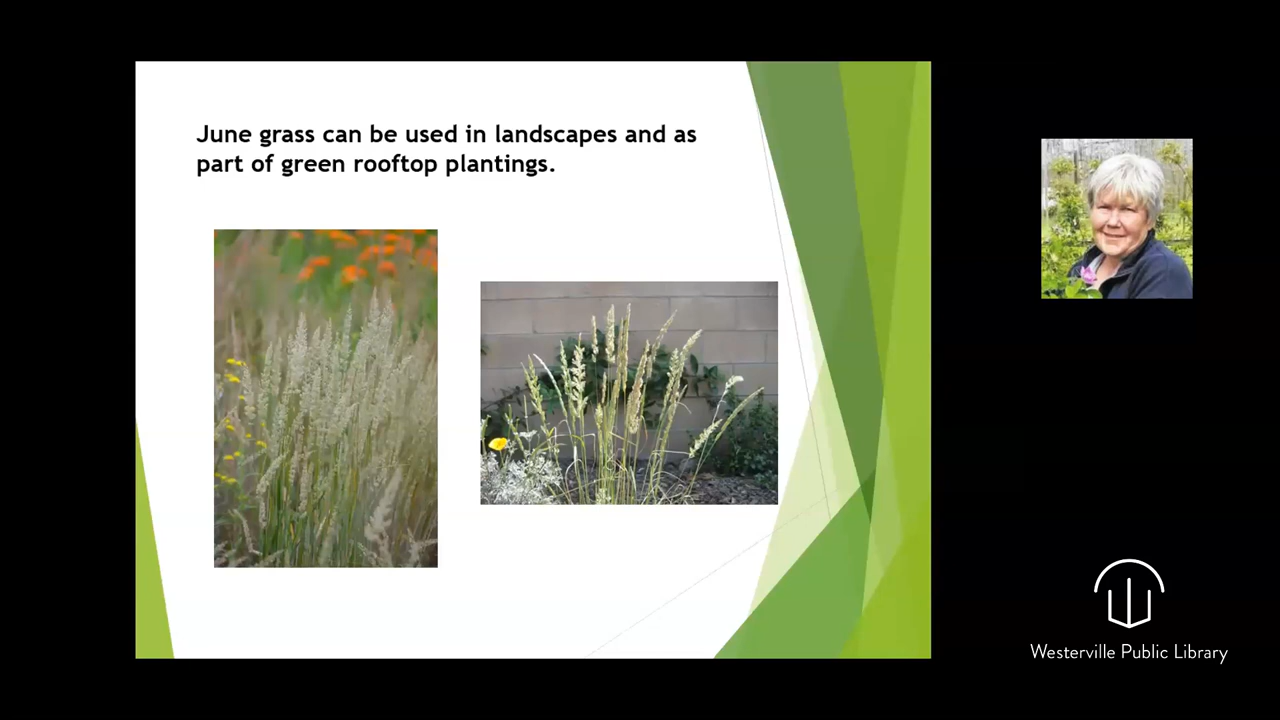 June grass can be used in landscapes and as
part of green rooftop plantings.
Westerville Public Library